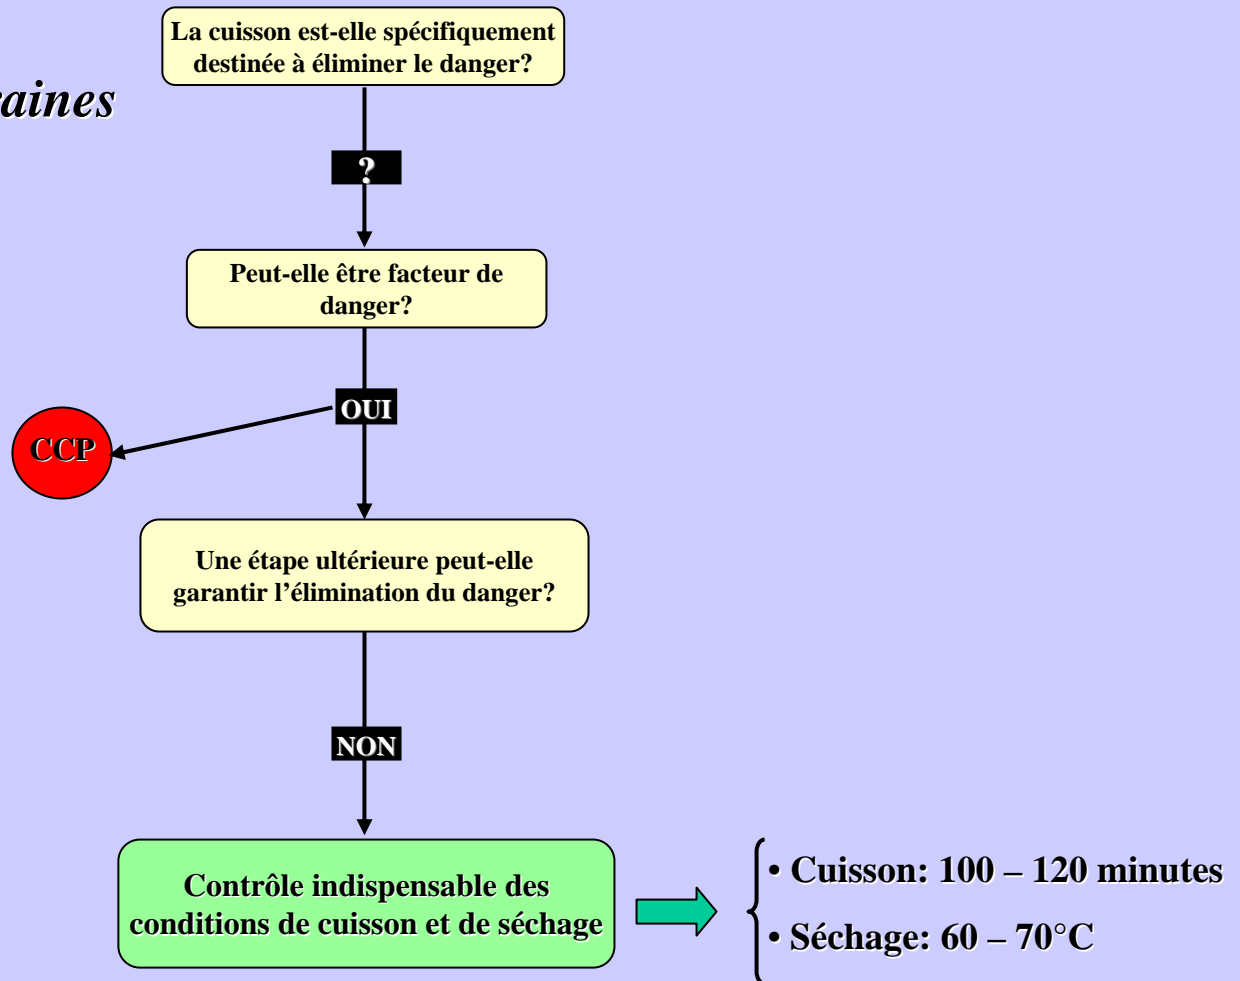 La cuisson est-elle spécifiquement
destinée à éliminer le danger?
raines
?
Peut-elle être facteur de
danger?
OUI
CCP
Une étape ultérieure peut-elle
garantir l’élimination du danger?
NON
Contrôle indispensable des
conditions de cuisson et de séchage
• Cuisson: 100 – 120 minutes
• Séchage: 60 – 70°C